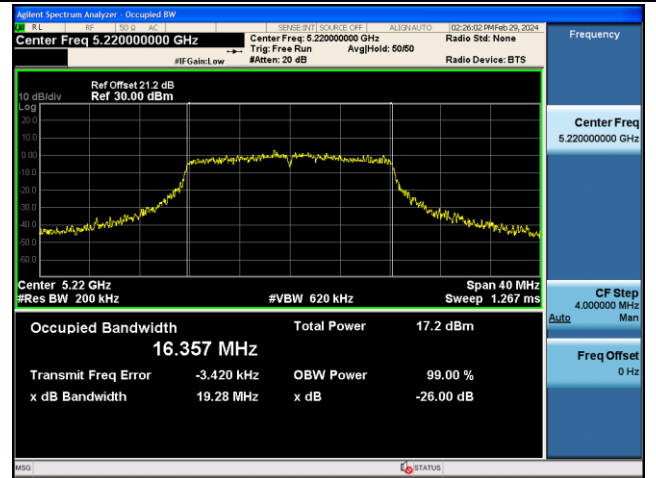 Agilent Spectrum Analyzer - Occupied BW
RL RF 50 Ω AC SENSE:INT SOURCE OFF ALIGNAUTO 02:26:02 PM Feb 29, 2024
Center Freq 5.220000000 GHz
Center Freq: 5.220000000 GHz
Radio Std: None
Trig: Free Run Avg|Hold: 50/50
#IFGain:Low #Atten: 20 dB Radio Device: BTS
Ref Offset 21.2 dB
10 dB/div Ref 30.00 dBm
Log
20.0
10.0
0.00
-10.0
-20.0
-30.0
-40.0
-50.0
-60.0
Center 5.22 GHz Span 40 MHz
#Res BW 200 kHz #VBW 620 kHz Sweep 1.267 ms
Occupied Bandwidth Total Power 17.2 dBm
16.357 MHz
Transmit Freq Error -3.420 kHz OBW Power 99.00 %
x dB Bandwidth 19.28 MHz x dB -26.00 dB
MSG STATUS
Frequency
Center Freq
5.220000000 GHz
CF Step
4.000000 MHz
Auto Man
Freq Offset
0 Hz